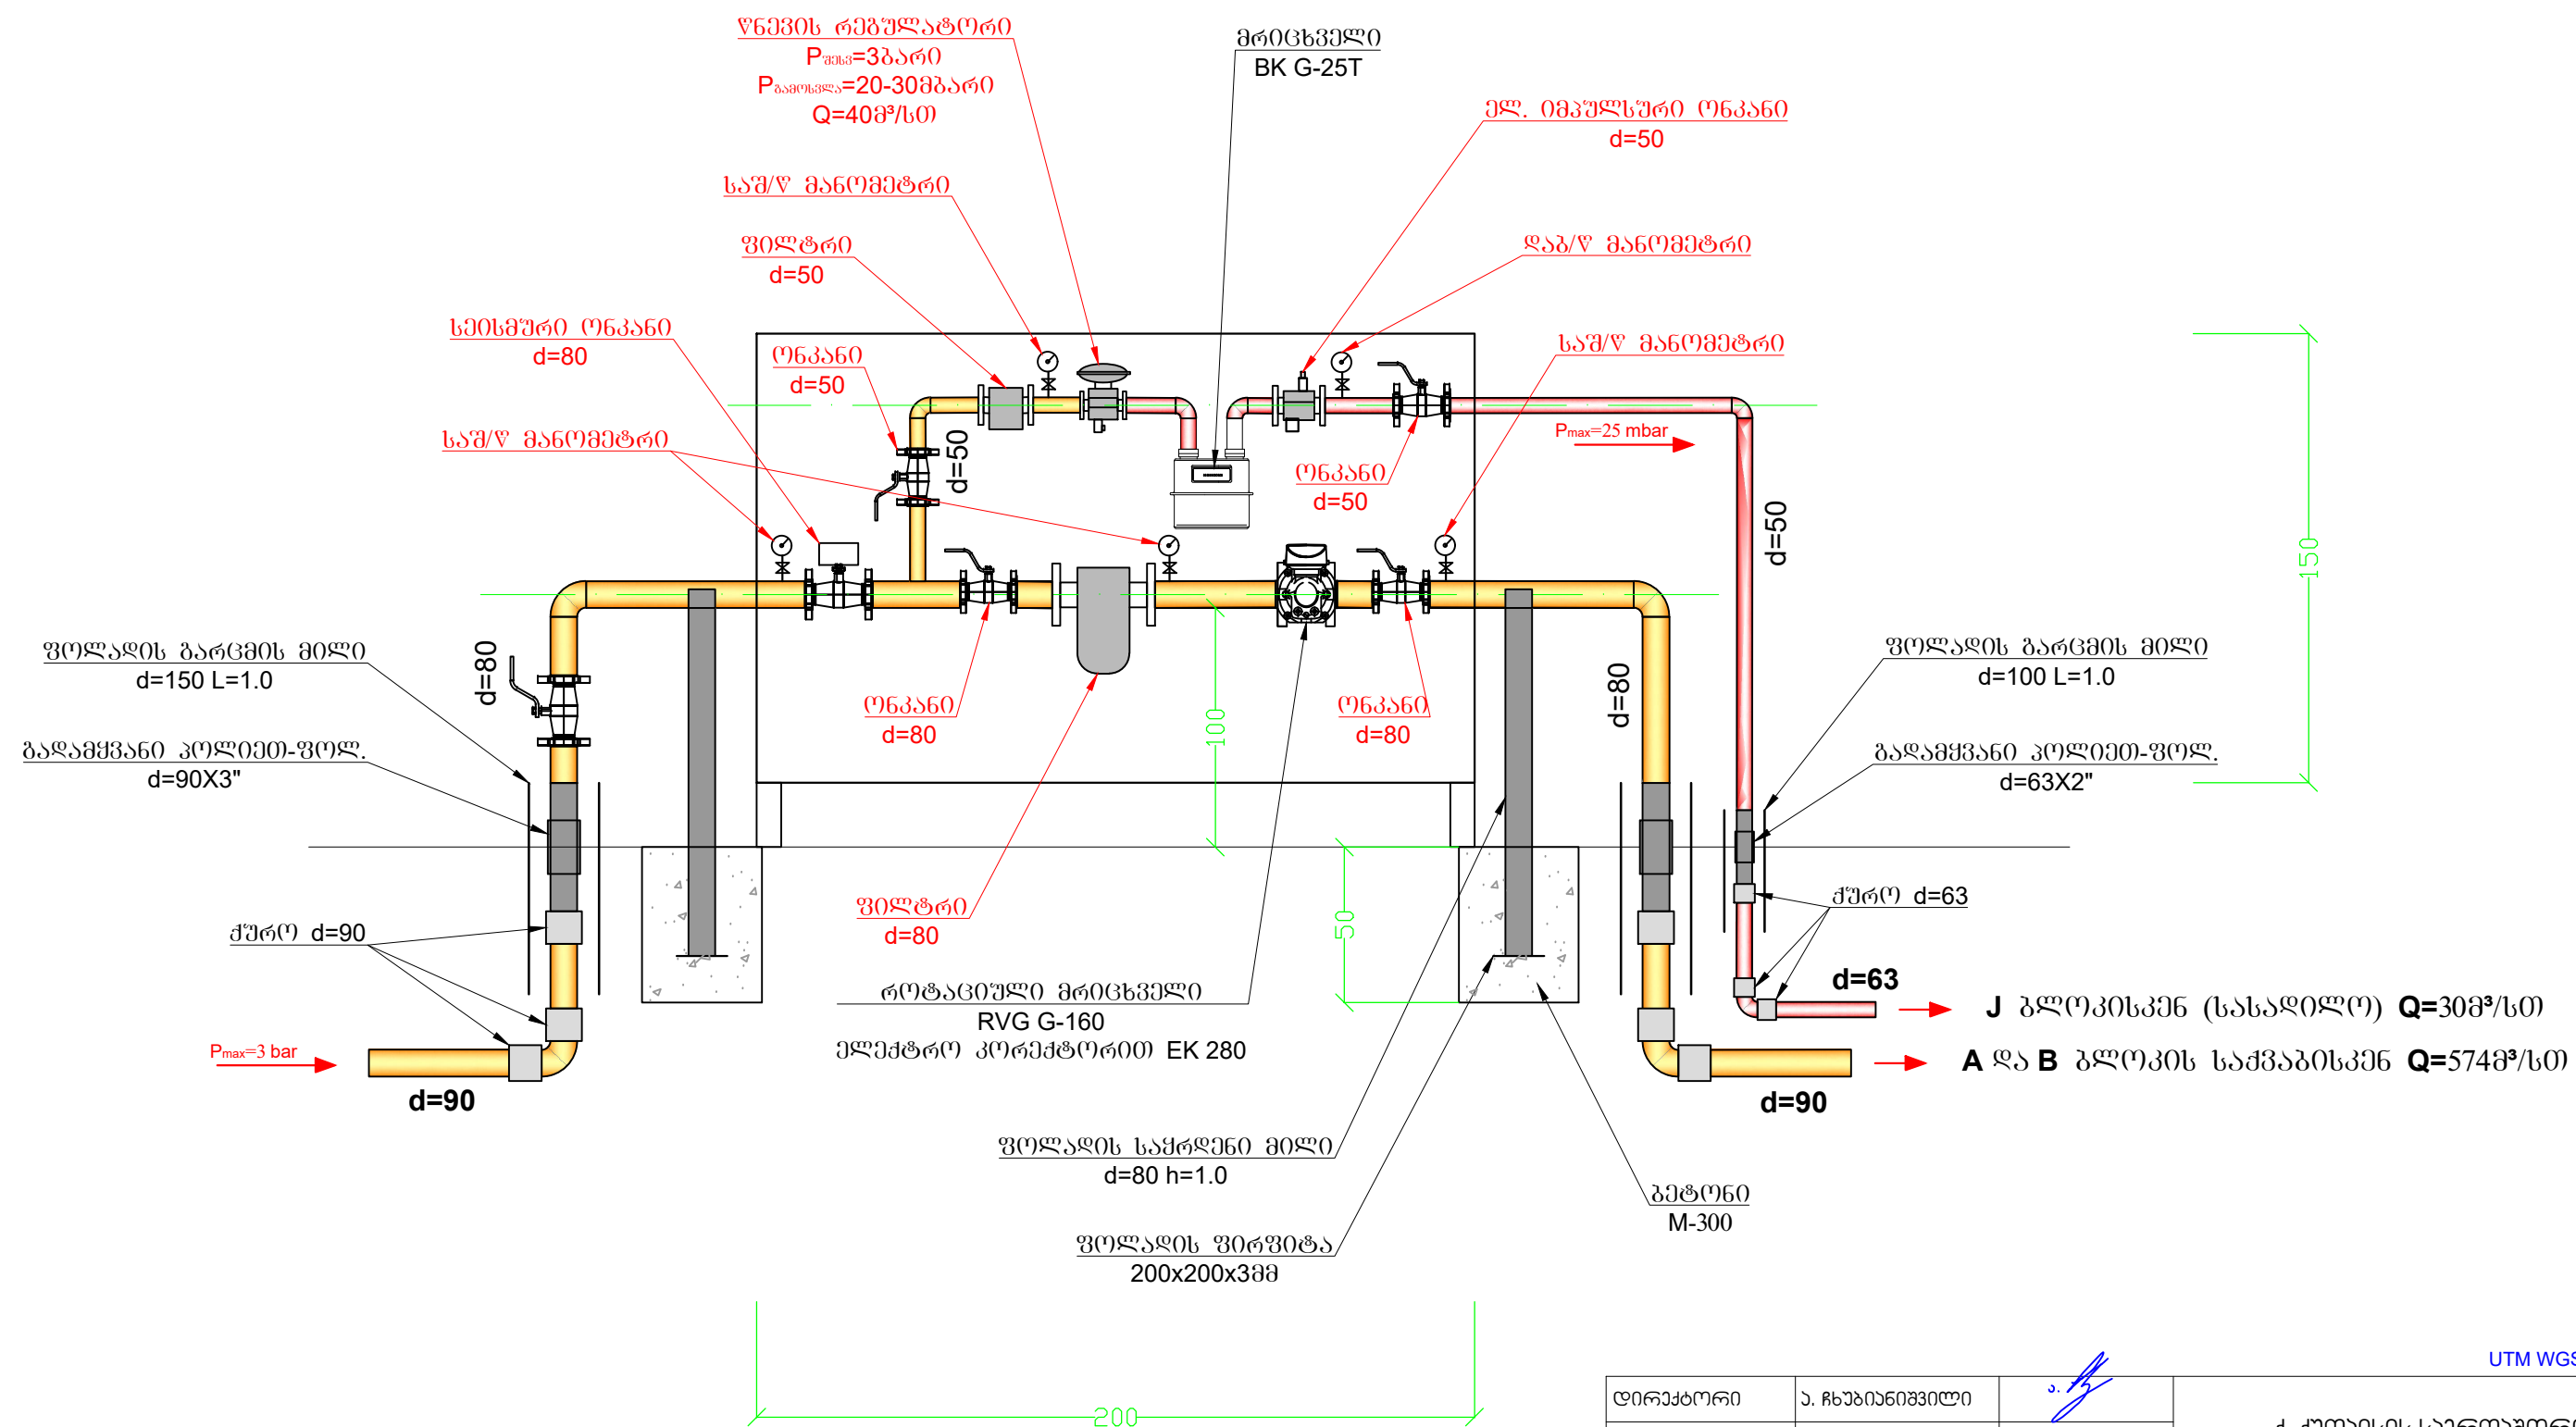 წნევის რეგულატორი
Pშესვ=3ბარი
Pგამოსვლა=20-30მბარი
Q=40მ³/სთ
მრიცხველი
BK G-25T
ელ. იმპულსური ონკანი
d=50
საშ/წ მანომეტრი
ფილტრი
d=50
დაბ/წ მანომეტრი
სეისმური ონკანი
d=80
ონკანი
d=50
საშ/წ მანომეტრი
საშ/წ მანომეტრი
d=50
Pmax=25 mbar
ონკანი
d=50
d=50
150
ფოლადის გარცმის მილი
d=150 L=1.0
d=80
გადამყვანი პოლიეთ-ფოლ.
d=90X3"
ონკანი
d=80
100
ონკანი
d=80
d=80
ფოლადის გარცმის მილი
d=100 L=1.0
გადამყვანი პოლიეთ-ფოლ.
d=63X2"
ქურო d=90
ფილტრი
d=80
50
ქურო d=63
როტაციული მრიცხველი
RVG G-160
ელექტრო კორექტორით EK 280
d=63
J ბლოკისკენ (სასადილო) Q=30მ³/სთ
Pmax=3 bar
d=90
A და B ბლოკის საქვაბისკენ Q=574მ³/სთ
d=90
ფოლადის საყრდენი მილი
d=80 h=1.0
ბეტონი
M-300
ფოლადის ფირფიტა
200x200x3მმ
200
UTM WGS
დირექტორი
ა. ჩხუბიანიშვილი